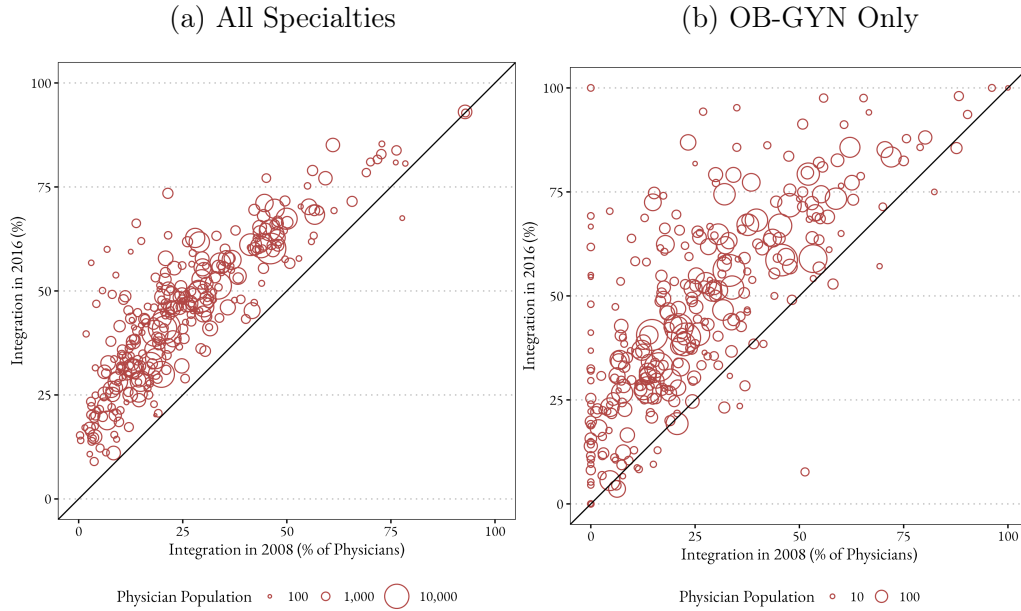 (a) All Specialties
100
75
50
25
0
Integration in 2016 (%)
0 25 50 75 100
Integration in 2008 (% of Physicians)
Physician Population 100 1,000 10,000
(b) OB-GYN Only
100
75
50
25
0
Integration in 2016 (%)
0 25 50 75 100
Integration in 2008 (% of Physicians)
Physician Population 10 100